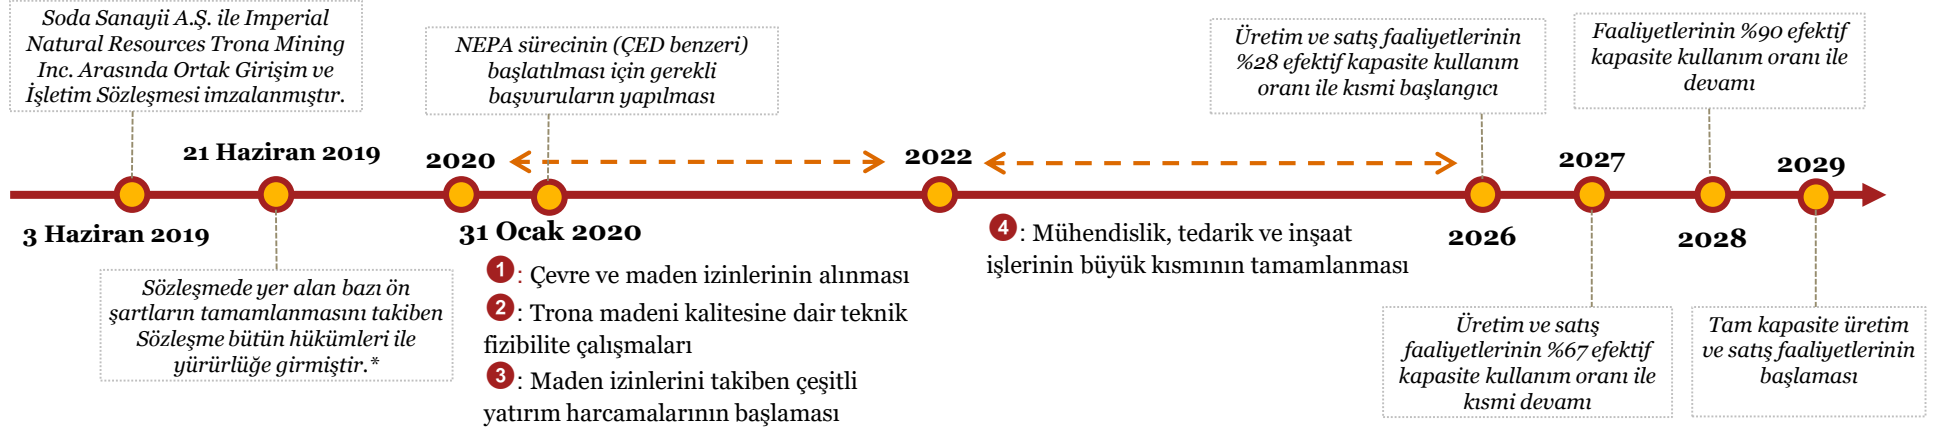 Soda Sanayii A.Ş. ile Imperial
Natural Resources Trona Mining
Inc. Arasında Ortak Girişim ve
İşletim Sözleşmesi imzalanmıştır.
NEPA sürecinin (ÇED benzeri)
başlatılması için gerekli
başvuruların yapılması
Üretim ve satış faaliyetlerinin
%28 efektif kapasite kullanım
oranı ile kısmi başlangıcı
Faaliyetlerinin %90 efektif
kapasite kullanım oranı ile
devamı
21 Haziran 2019
2020
2022
2027
2029
3 Haziran 2019
31 Ocak 2020
2026
2028
Sözleşmede yer alan bazı ön
şartların tamamlanmasını takiben
Sözleşme bütün hükümleri ile
yürürlüğe girmiştir.*
1: Çevre ve maden izinlerinin alınması
2: Trona madeni kalitesine dair teknik
fizibilite çalışmaları
3: Maden izinlerini takiben çeşitli
yatırım harcamalarının başlaması
4: Mühendislik, tedarik ve inşaat
işlerinin büyük kısmının tamamlanması
Üretim ve satış
faaliyetlerinin %67 efektif
kapasite kullanım oranı ile
kısmi devamı
Tam kapasite üretim
ve satış faaliyetlerinin
başlaması